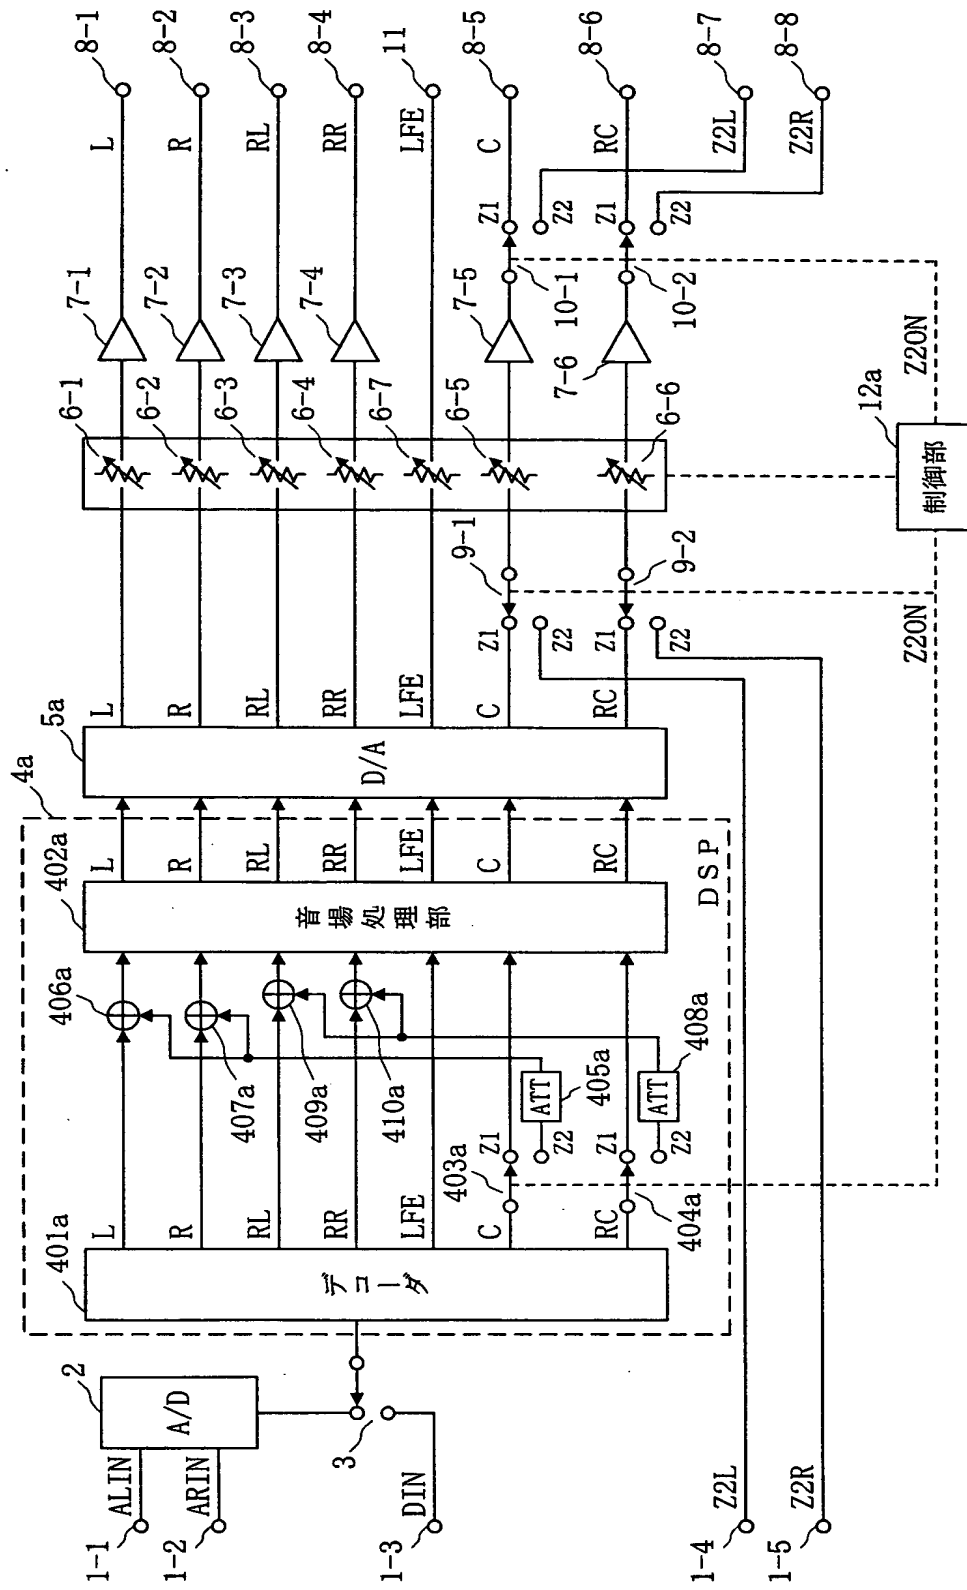 1-1
ALIN
1-2
ARIN
2
A/D
3
1-3
DIN
1-4
Z2L
1-5
Z2R
4a
DSP
401a
デコーダ
L
R
RL
RR
LFE
C
RC
403a
Z1
Z2
404a
Z1
Z2
ATT
405a
ATT
408a
406a
407a
409a
410a
402a
音場処理部
L
R
RL
RR
LFE
C
RC
5a
D/A
L
R
RL
RR
LFE
C
RC
Z1
Z2
9-1
Z1
Z2
9-2
Z2ON
6-1
6-2
6-3
6-4
6-7
6-5
6-6
12a
制御部
Z2ON
7-1
7-2
7-3
7-4
7-5
7-6
10-1
Z1
Z2
10-2
Z1
Z2
L
8-1
R
8-2
RL
8-3
RR
8-4
LFE
11
C
8-5
RC
8-6
Z2L
8-7
Z2R
8-8